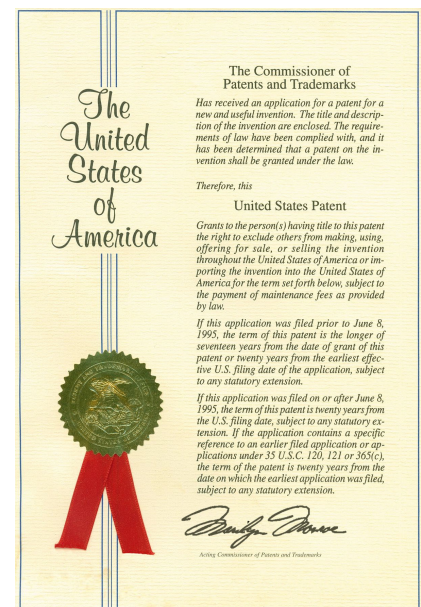 The
United
States
of
America
The Commissioner of
Patents and Trademarks
Has received an application for a patent for a
new and useful invention. The title and descrip-
tion of the invention are enclosed. The require-
ments of law have been complied with, and it
has been determined that a patent on the in-
vention shall be granted under the law.
Therefore, this
United States Patent
Grants to the person(s) having title to this patent
the right to exclude others from making, using,
offering for sale, or selling the invention
throughout the United States of America or im-
porting the invention into the United States of
America for the term set forth below, subject to
the payment of maintenance fees as provided
by law.
If this application was filed prior to June 8,
1995, the term of this patent is the longer of
seventeen years from the date of grant of this
patent or twenty years from the earliest effec-
tive U.S. filing date of the application, subject
to any statutory extension.
If this application was filed on or after June 8,
1995, the term of this patent is twenty years from
the U.S. filing date, subject to any statutory ex-
tension. If the application contains a specific
reference to an earlier filed application or ap-
plications under 35 U.S.C. 120, 121 or 365(c),
the term of the patent is twenty years from the
date on which the earliest application was filed,
subject to any statutory extension.
Marilyn Monroe
Acting Commissioner of Patents and Trademarks